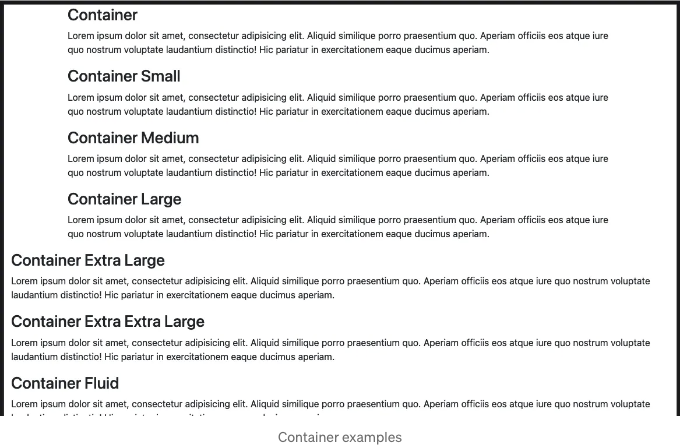 Container
Lorem ipsum dolor sit amet, consectetur adipisicing elit. Aliquid similique porro praesentium quo. Aperiam officiis eos atque iure
quo nostrum voluptate laudantium distinctio! Hic pariatur in exercitationem eaque ducimus aperiam.
Container Small
Lorem ipsum dolor sit amet, consectetur adipisicing elit. Aliquid similique porro praesentium quo. Aperiam officiis eos atque iure
quo nostrum voluptate laudantium distinctio! Hic pariatur in exercitationem eaque ducimus aperiam.
Container Medium
Lorem ipsum dolor sit amet, consectetur adipisicing elit. Aliquid similique porro praesentium quo. Aperiam officiis eos atque iure
quo nostrum voluptate laudantium distinctio! Hic pariatur in exercitationem eaque ducimus aperiam.
Container Large
Lorem ipsum dolor sit amet, consectetur adipisicing elit. Aliquid similique porro praesentium quo. Aperiam officiis eos atque iure
quo nostrum voluptate laudantium distinctio! Hic pariatur in exercitationem eaque ducimus aperiam.
Container Extra Large
Lorem ipsum dolor sit amet, consectetur adipisicing elit. Aliquid similique porro praesentium quo. Aperiam officiis eos atque iure quo nostrum voluptate
laudantium distinctio! Hic pariatur in exercitationem eaque ducimus aperiam.
Container Extra Extra Large
Lorem ipsum dolor sit amet, consectetur adipisicing elit. Aliquid similique porro praesentium quo. Aperiam officiis eos atque iure quo nostrum voluptate
laudantium distinctio! Hic pariatur in exercitationem eaque ducimus aperiam.
Container Fluid
Lorem ipsum dolor sit amet, consectetur adipisicing elit. Aliquid similique porro praesentium quo. Aperiam officiis eos atque iure quo nostrum voluptate
Container examples